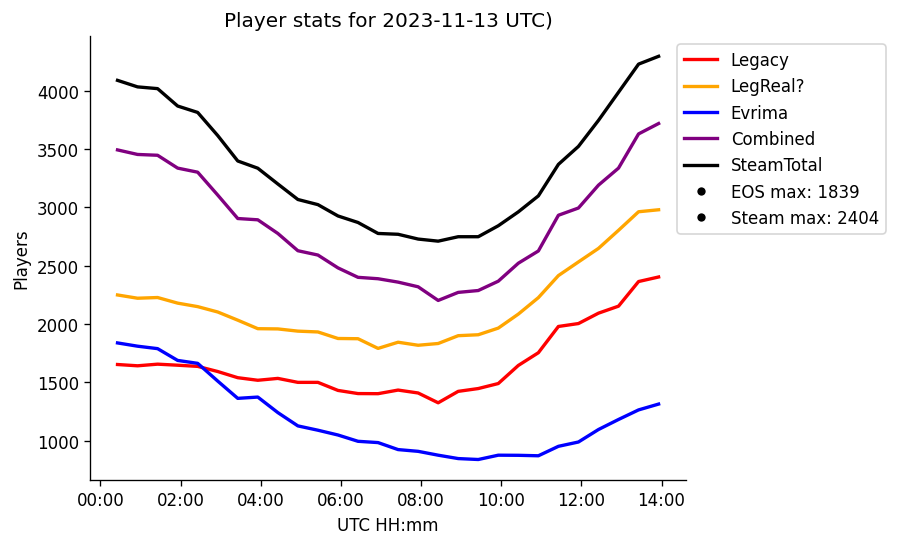 Player stats for 2023-11-13 UTC)
Players
4000
3500
3000
2500
2000
1500
1000
00:00 02:00 04:00 06:00 08:00 10:00 12:00 14:00
UTC HH:mm
Legacy
LegReal?
Evrima
Combined
SteamTotal
EOS max: 1839
Steam max: 2404